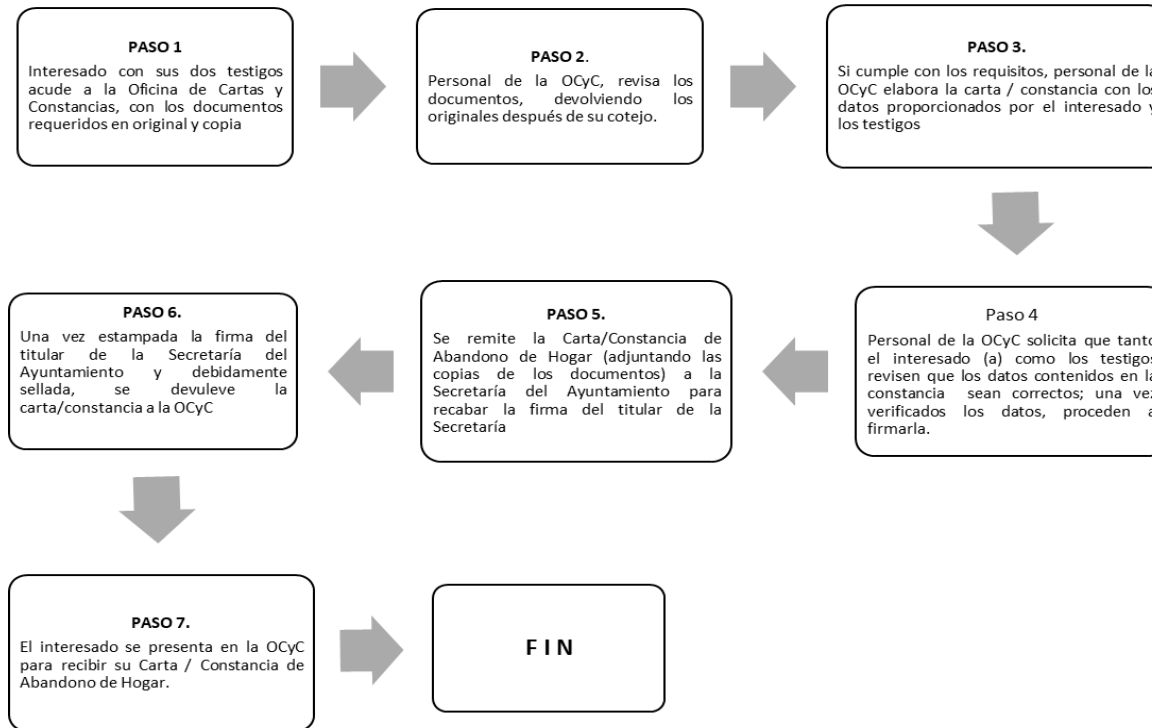 PASO 1
Interesado con sus dos testigos
acude a la Oficina de Cartas y
Constancias, con los documentos
requeridos en original y copia
PASO 2.
Personal de la OCyC, revisa los
documentos, devolviendo los
originales después de su cotejo.
PASO 3.
Si cumple con los requisitos, personal de la
OCyC elabora la carta / constancia con los
datos proporcionados por el interesado y
los testigos
Paso 4
Personal de la OCyC solicita que tanto
el interesado (a) como los testigos
revisen que los datos contenidos en la
constancia sean correctos; una vez
verificados los datos, proceden a
firmarla.
PASO 5.
Se remite la Carta/Constancia de
Abandono de Hogar (adjuntando las
copias de los documentos) a la
Secretaría del Ayuntamiento para
recabar la firma del titular de la
Secretaría
PASO 6.
Una vez estampada la firma del
titular de la Secretaría del
Ayuntamiento y debidamente
sellada, se devuleve la
carta/constancia a la OCyC
PASO 7.
El interesado se presenta en la OCyC
para recibir su Carta / Constancia de
Abandono de Hogar.
F I N